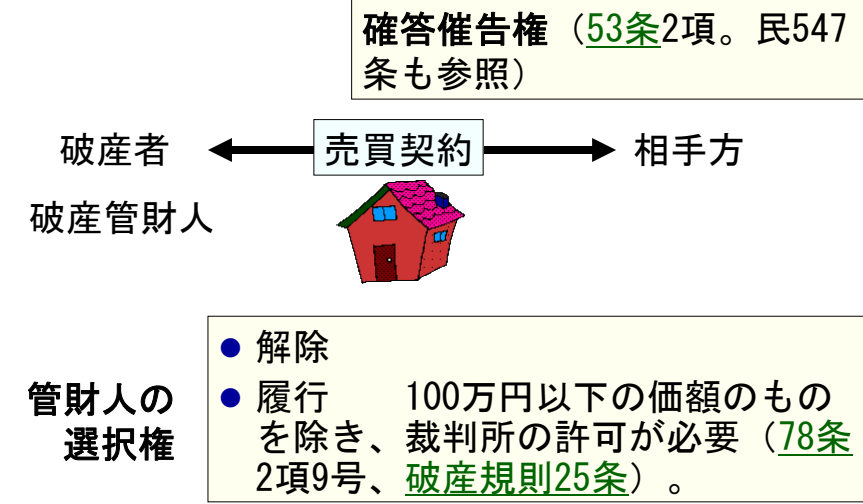 確答催告権（53条2項。民547
条も参照）
破産者 売買契約 相手方
破産管財人
管財人の
選択権
● 解除
● 履行　　100万円以下の価額のもの
を除き、裁判所の許可が必要（78条
2項9号、破産規則25条）。